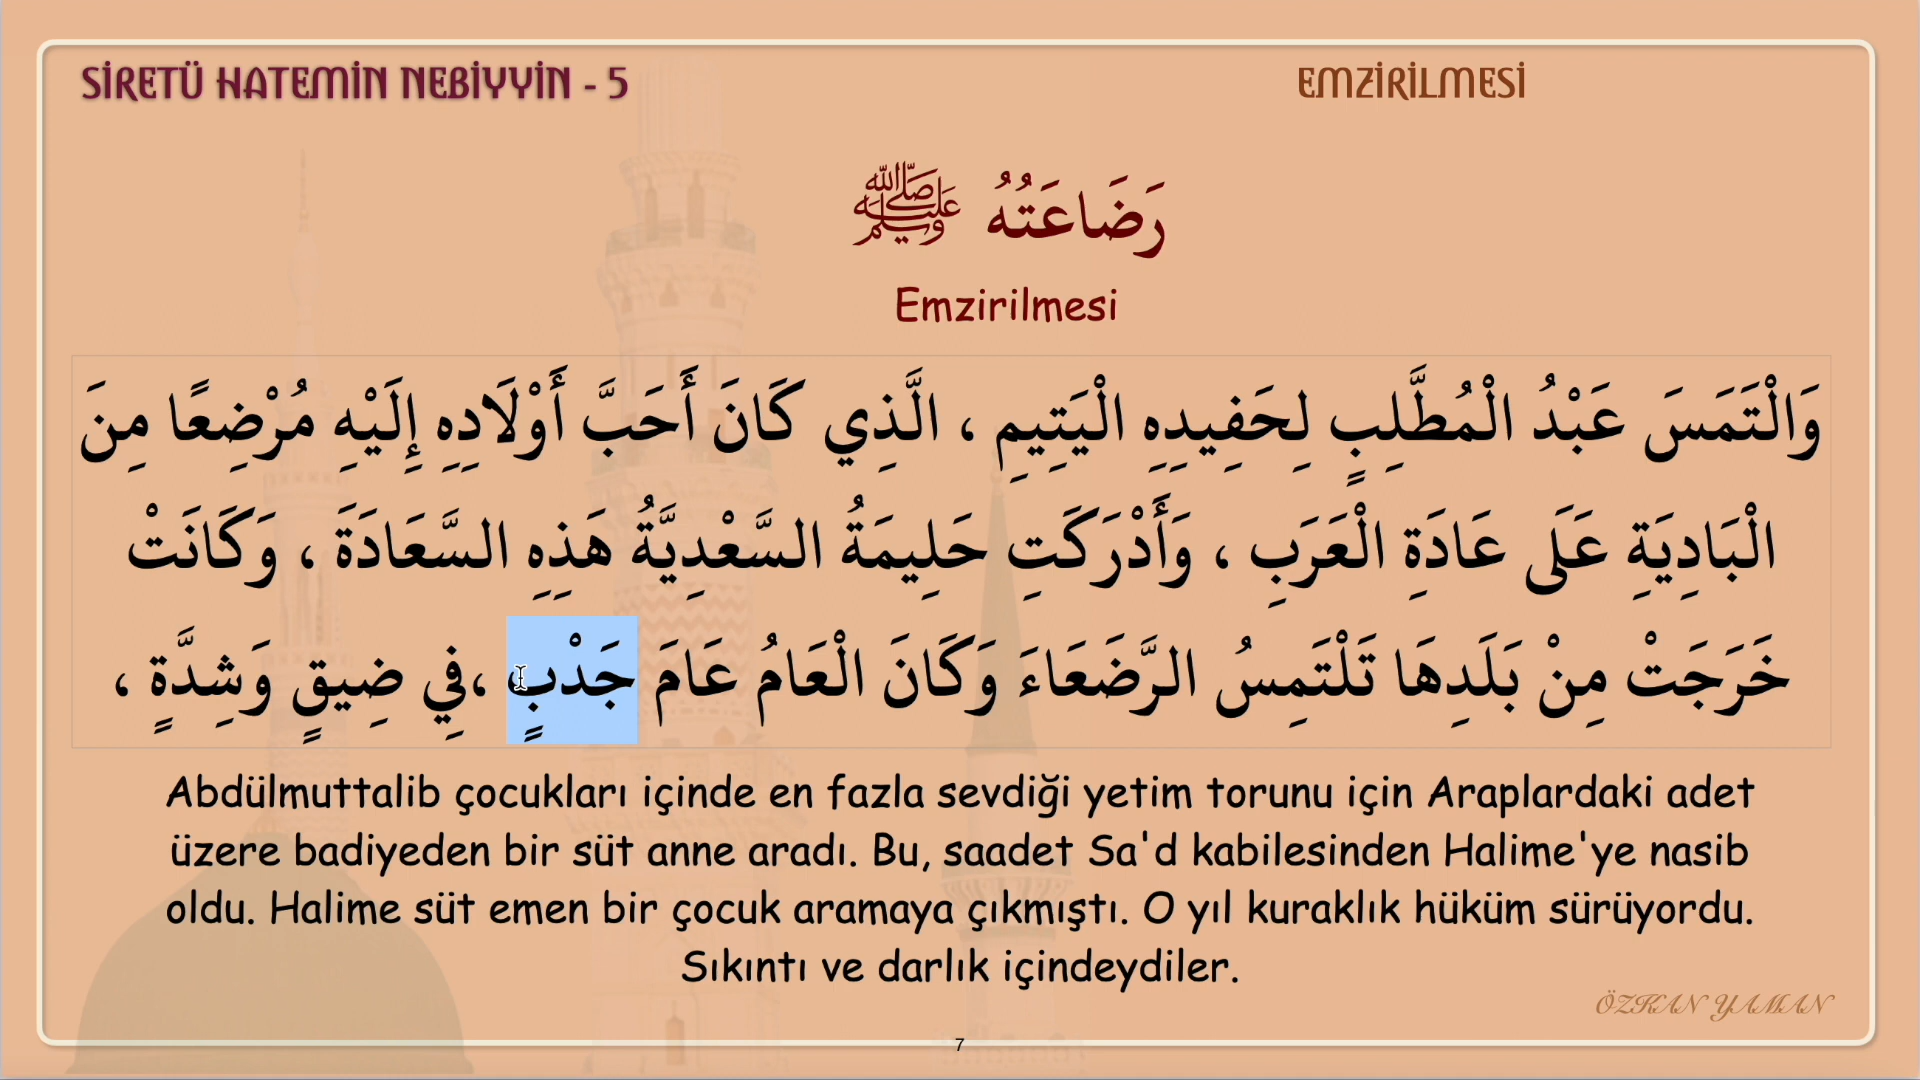 SİRETÜ HATEMİN NEBİYYİN - 5
EMZİRİLMESİ
رَضَاعَتُهُ ﷺ
Emzirilmesi
وَالْتَمَسَ عَبْدُ الْمُطَّلِبِ لِحَفِيدِهِ الْيَتِيمِ ، الَّذِي كَانَ أَحَبَّ أَوْلَادِهِ إِلَيْهِ مُرْضِعًا مِنَ
الْبَادِيَةِ عَلَى عَادَةِ الْعَرَبِ ، وَأَدْرَكَتِ حَلِيمَةُ السَّعْدِيَّةُ هَذِهِ السَّعَادَةَ ، وَكَانَتْ
خَرَجَتْ مِنْ بَلَدِهَا تَلْتَمِسُ الرَّضَعَاءَ وَكَانَ الْعَامُ عَامَ جَدْبٍ ،فِي ضِيقٍ وَشِدَّةٍ ،
Abdülmuttalib çocukları içinde en fazla sevdiği yetim torunu için Araplardaki adet
üzere badiyeden bir süt anne aradı. Bu, saadet Sa'd kabilesinden Halime'ye nasib
oldu. Halime süt emen bir çocuk aramaya çıkmıştı. O yıl kuraklık hüküm sürüyordu.
Sıkıntı ve darlık içindeydiler.
ÖZKAN YAMAN
7